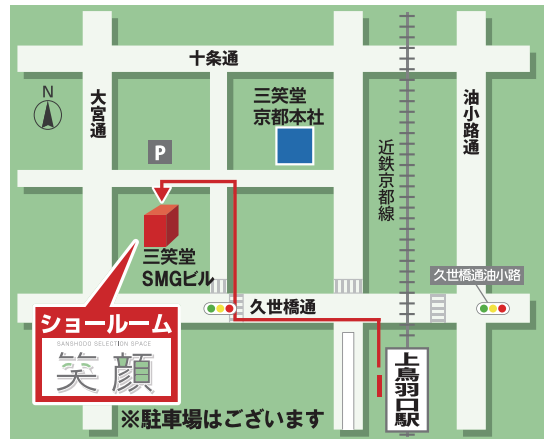 十条通
N
大宮通
三笑堂
京都本社
油小路通
P
近鉄京都線
三笑堂
SMGビル
久世橋通油小路
久世橋通
ショールーム
SANSHODO SELECTION SPACE
笑顔
上鳥羽口駅
※駐車場はございます